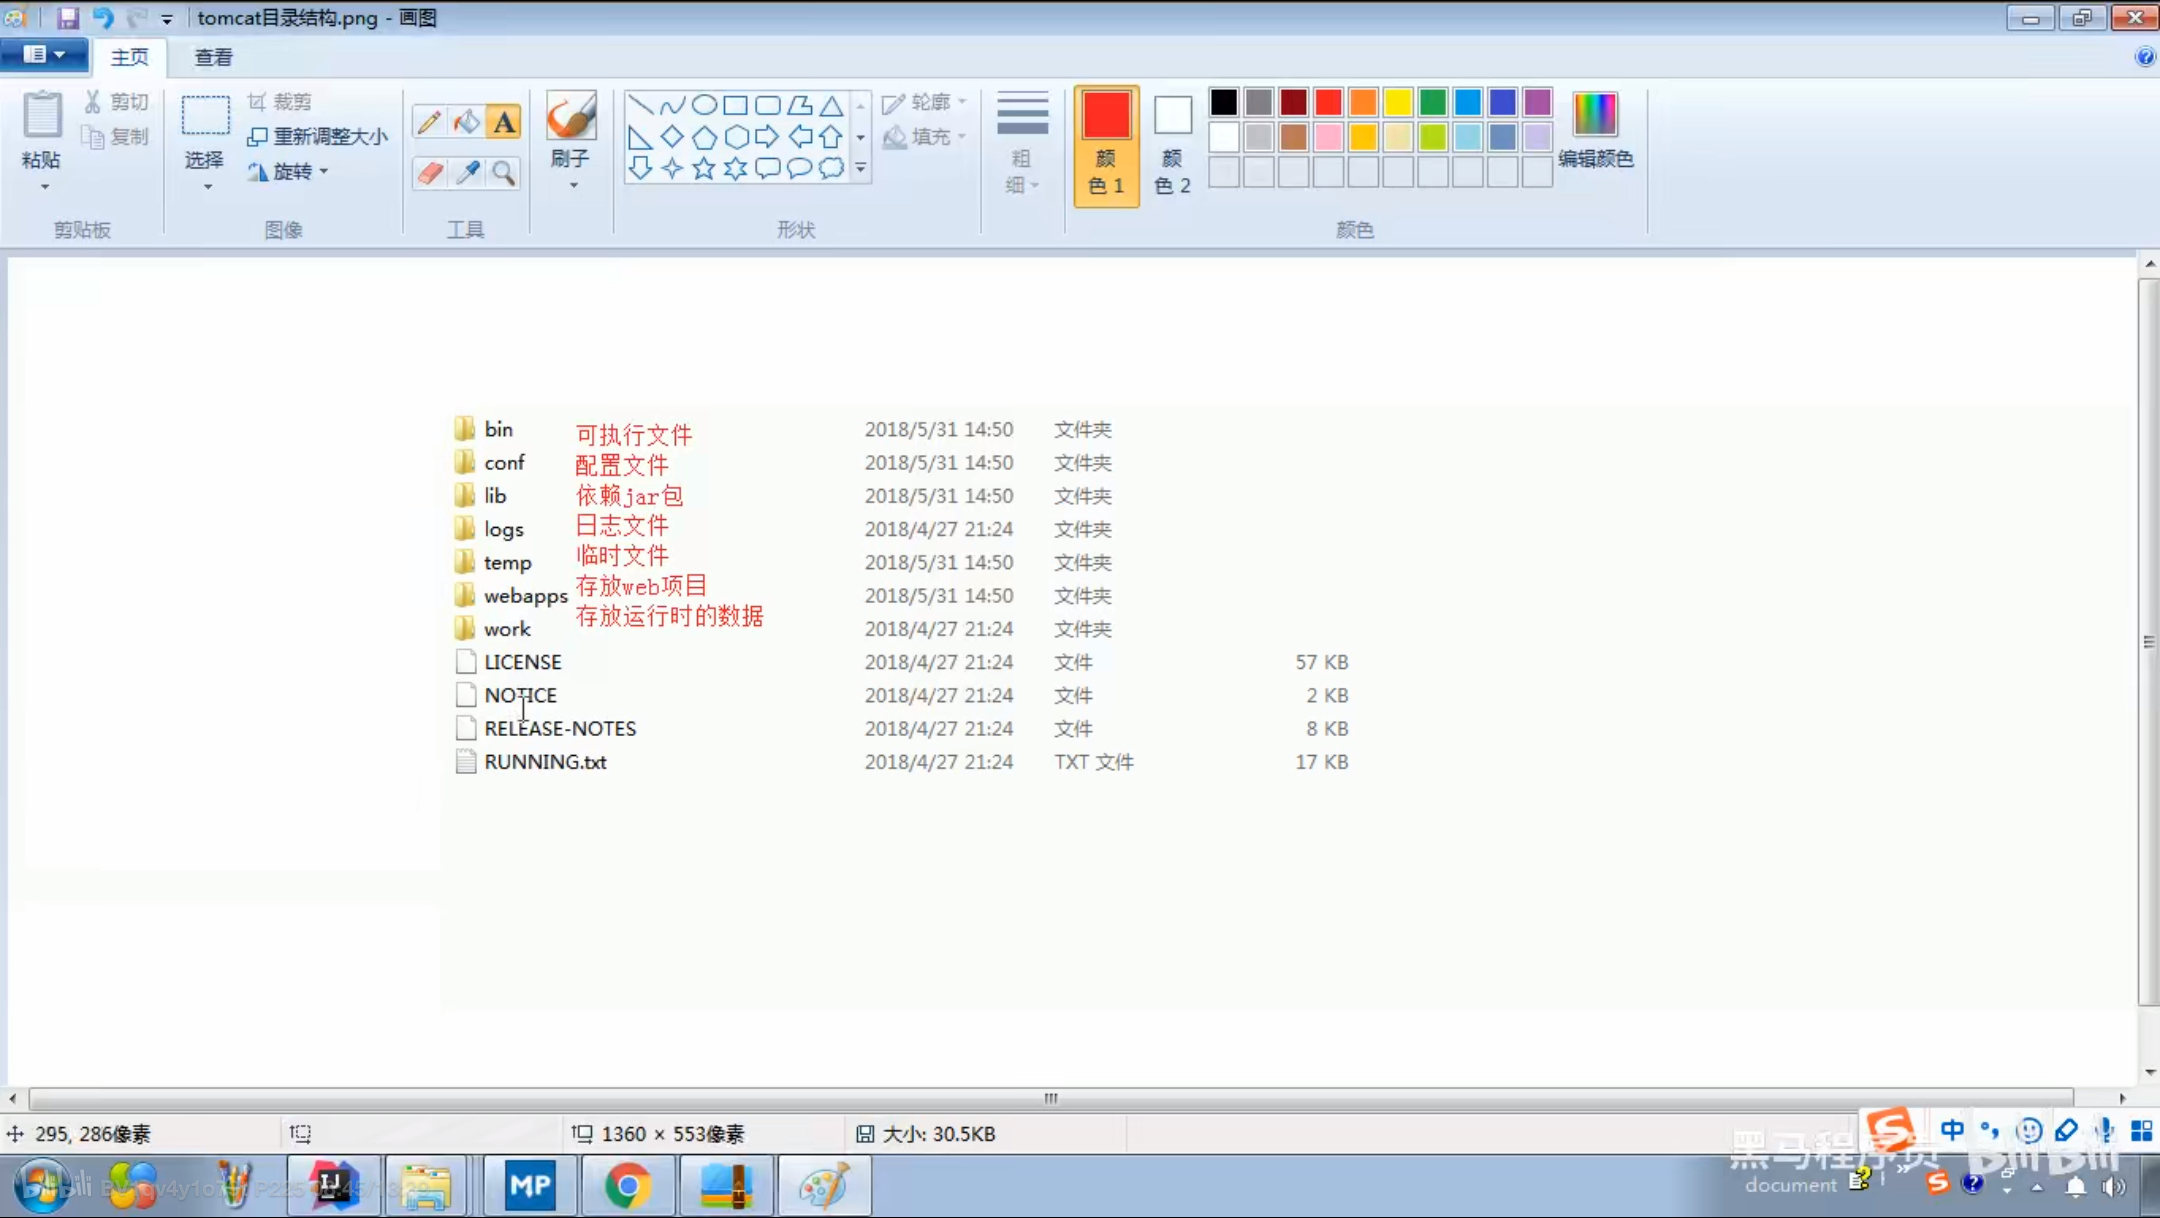 tomcat目录结构.png - 画图
主页
查看
粘贴
剪切
复制
剪贴板
选择
裁剪
重新调整大小
旋转
图像
A
工具
刷子
轮廓
填充
形状
粗
细
颜
色 1
颜
色 2
编辑颜色
颜色
bin 可执行文件 2018/5/31 14:50 文件夹
conf 配置文件 2018/5/31 14:50 文件夹
lib 依赖jar包 2018/5/31 14:50 文件夹
logs 日志文件 2018/4/27 21:24 文件夹
temp 临时文件 2018/5/31 14:50 文件夹
webapps 存放web项目 2018/5/31 14:50 文件夹
work 存放运行时的数据 2018/4/27 21:24 文件夹
LICENSE 2018/4/27 21:24 文件 57 KB
NOTICE 2018/4/27 21:24 文件 2 KB
RELEASE-NOTES 2018/4/27 21:24 文件 8 KB
RUNNING.txt 2018/4/27 21:24 TXT 文件 17 KB
295, 286像素
1360 × 553像素
大小: 30.5KB
中
黑马程序员
bilibili
MP
document